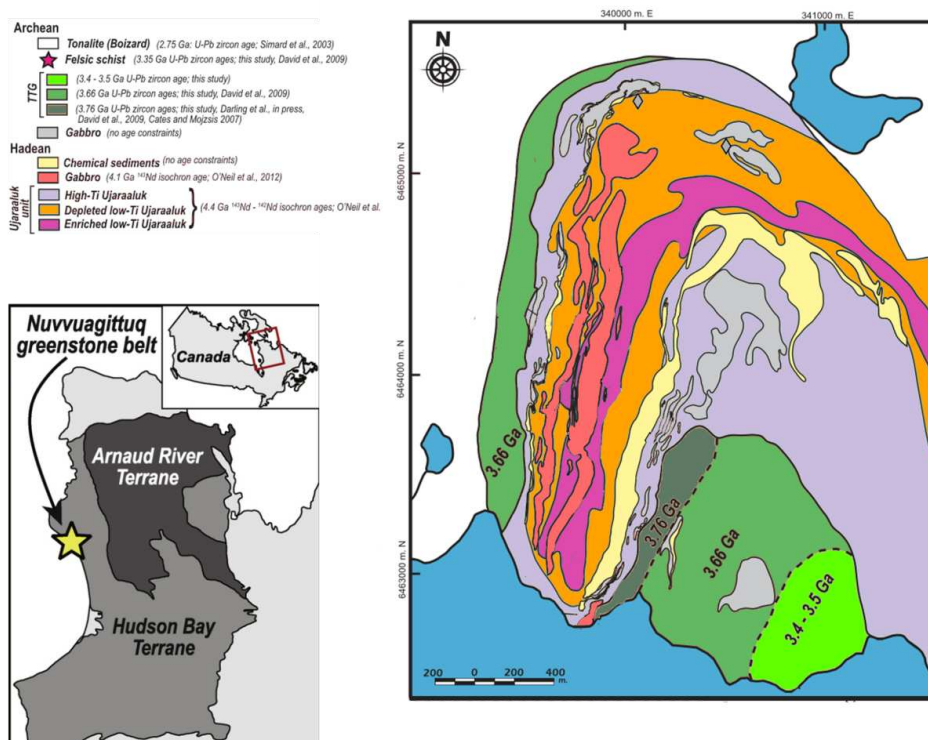 Archean
Tonalite (Boizard) (2.75 Ga: U-Pb zircon age; Simard et al., 2003)
Felsic schist (3.35 Ga U-Pb zircon ages; this study, David et al., 2009)
TTG
(3.4 - 3.5 Ga U-Pb zircon age; this study)
(3.66 Ga U-Pb zircon ages; this study, David et al., 2009)
(3.76 Ga U-Pb zircon ages; this study, Darling et al., in press,
David et al., 2009, Cates and Mojzsis 2007)
Gabbro (no age constraints)
Hadean
Chemical sediments (no age constraints)
Gabbro (4.1 Ga ¹⁴³Nd isochron age; O'Neil et al., 2012)
Ujaraaluk unit
High-Ti Ujaraaluk
Depleted low-Ti Ujaraaluk
(4.4 Ga ¹⁴³Nd - ¹⁴²Nd isochron ages; O'Neil et al.
Enriched low-Ti Ujaraaluk
Nuvvuagittuq
greenstone belt
Canada
Arnaud River
Terrane
Hudson Bay
Terrane
340000 m. E
341000 m. E
N
6465000 m. N
6464000 m. N
6463000 m. N
3.66 Ga
3.76 Ga
3.66 Ga
3.4 - 3.5 Ga
200 0 200 400
m.